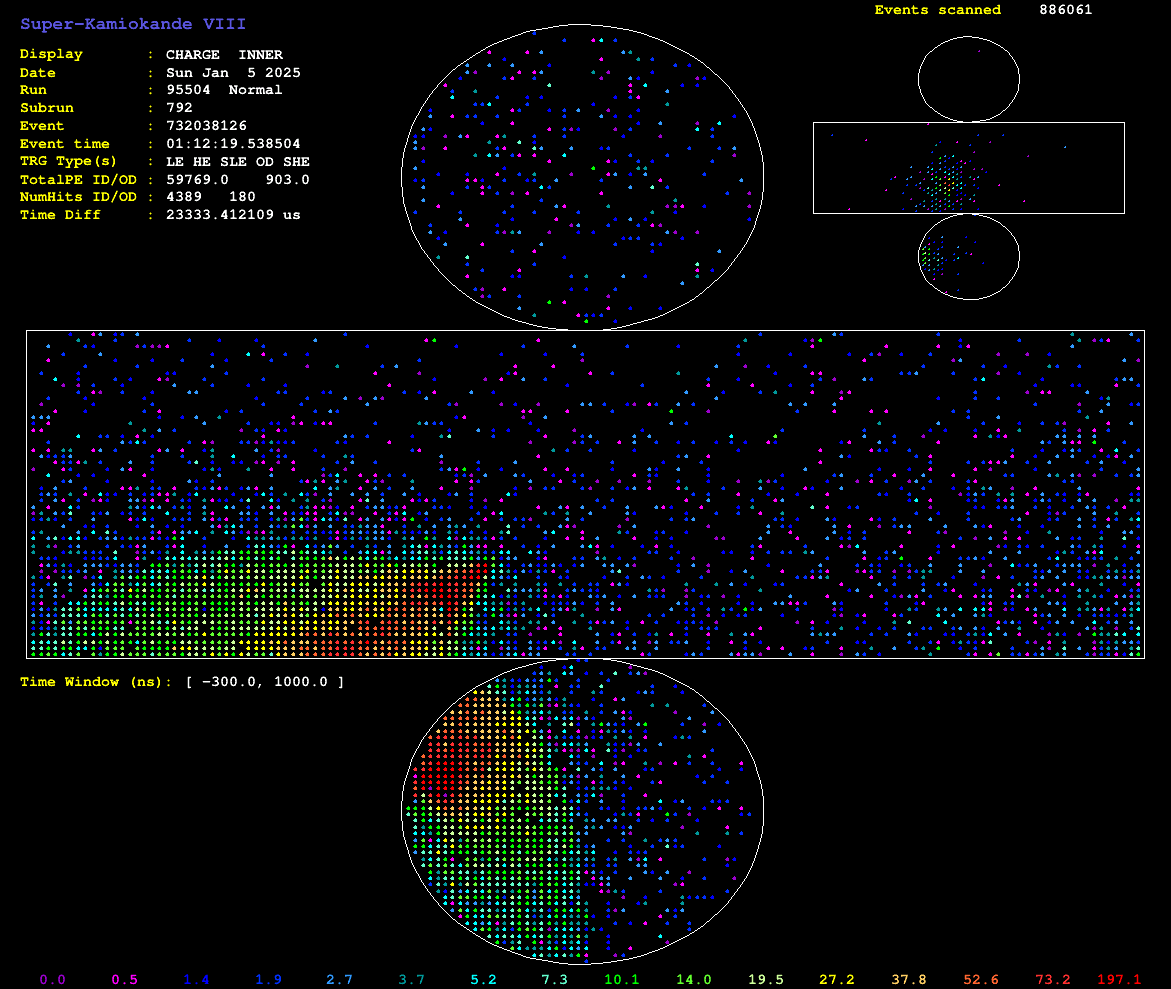 Super-Kamiokande VIII
Events scanned 886061
Display : CHARGE INNER
Date : Sun Jan 5 2025
Run : 95504 Normal
Subrun : 792
Event : 732038126
Event time : 01:12:19.538504
TRG Type(s) : LE HE SLE OD SHE
TotalPE ID/OD : 59769.0 903.0
NumHits ID/OD : 4389 180
Time Diff : 23333.412109 us
Time Window (ns): [ -300.0, 1000.0 ]
0.0 0.5 1.4 1.9 2.7 3.7 5.2 7.3 10.1 14.0 19.5 27.2 37.8 52.6 73.2 197.1